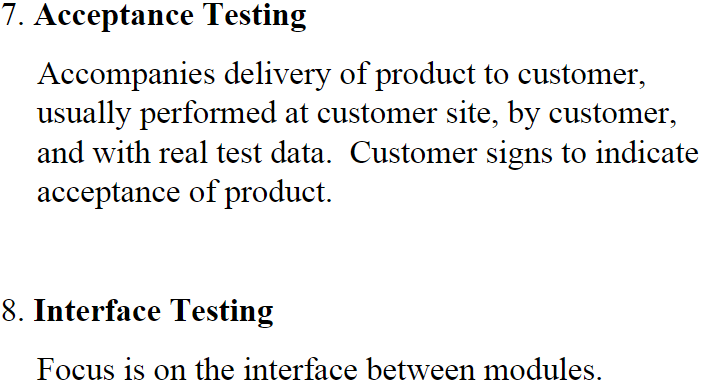 7. Acceptance Testing
Accompanies delivery of product to customer,
usually performed at customer site, by customer,
and with real test data.  Customer signs to indicate
acceptance of product.
8. Interface Testing
Focus is on the interface between modules.